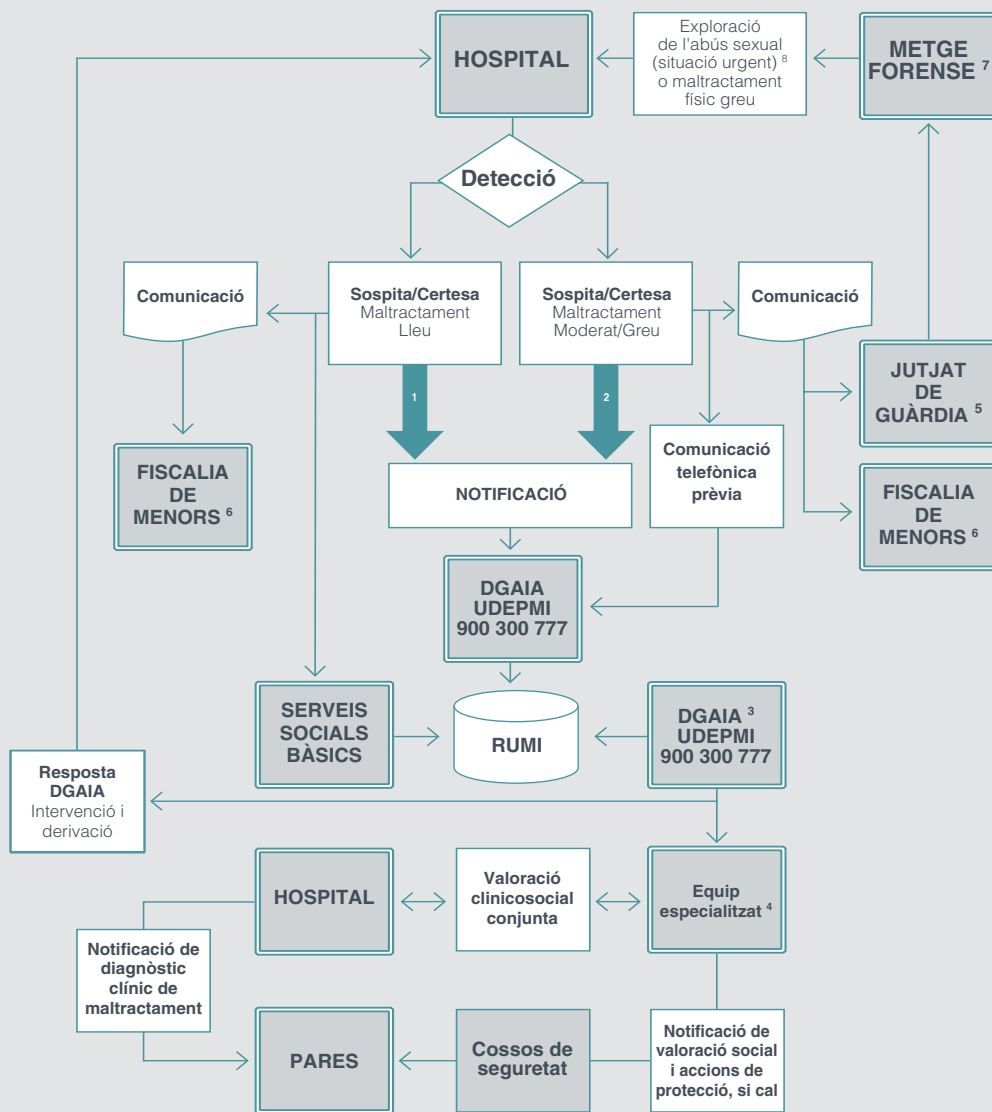 HOSPITAL
Exploració
de l'abús sexual
(situació urgent) 8
o maltractament
físic greu
METGE
FORENSE 7
Detecció
Comunicació
Sospita/Certesa
Maltractament
Lleu
Sospita/Certesa
Maltractament
Moderat/Greu
Comunicació
1
2
JUTJAT
DE
GUÀRDIA 5
FISCALIA
DE
MENORS 6
NOTIFICACIÓ
Comunicació
telefònica
prèvia
FISCALIA
DE
MENORS 6
DGAIA
UDEPMI
900 300 777
SERVEIS
SOCIALS
BÀSICS
RUMI
DGAIA 3
UDEPMI
900 300 777
Resposta
DGAIA
Intervenció i
derivació
HOSPITAL
Valoració
clinicosocial
conjunta
Equip
especialitzat 4
Notificació de
diagnòstic
clínic de
maltractament
PARES
Cossos de
seguretat
Notificació de
valoració social
i accions de
protecció, si cal